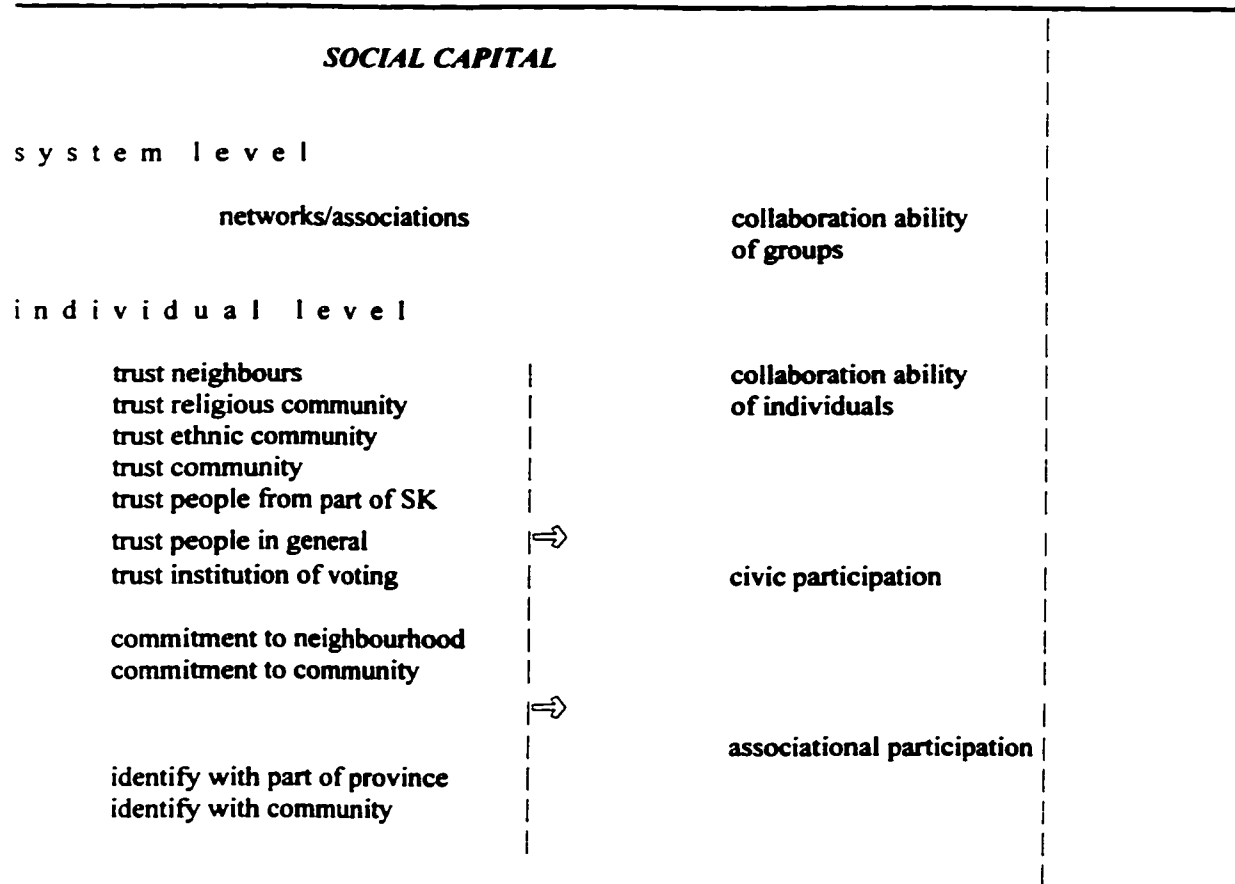 SOCIAL CAPITAL
system level
networks/associations
collaboration ability
of groups
individual level
trust neighbours
trust religious community
trust ethnic community
trust community
trust people from part of SK
trust people in general
trust institution of voting
commitment to neighbourhood
commitment to community
identify with part of province
identify with community
collaboration ability
of individuals
civic participation
associational participation